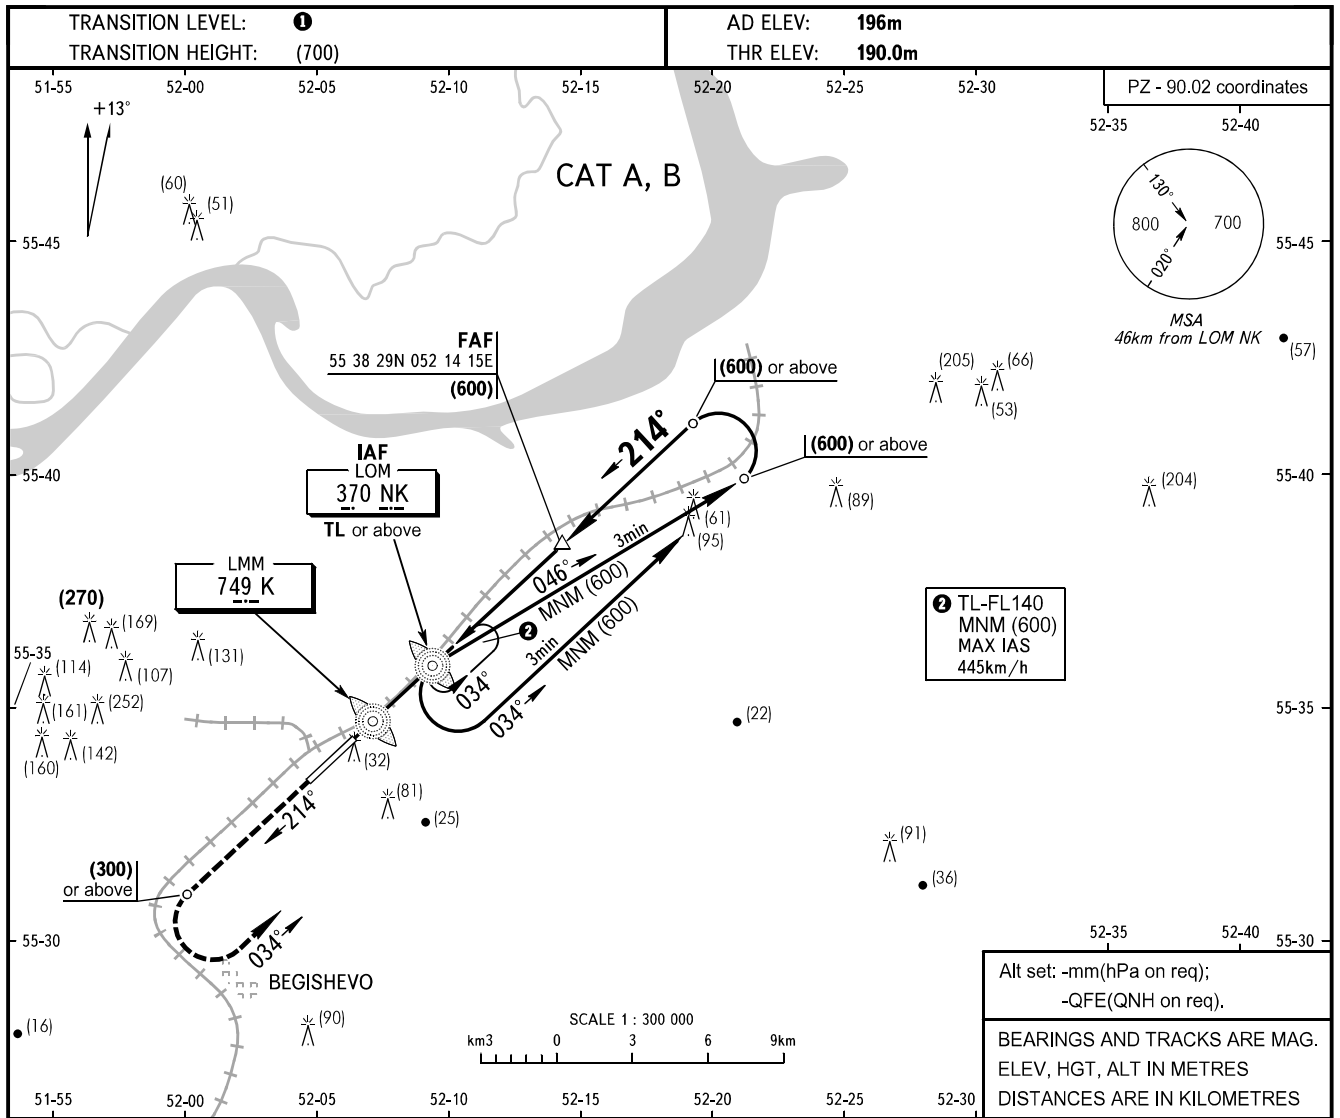 TRANSITION LEVEL: ❶
TRANSITION HEIGHT: (700)
AD ELEV: 196m
THR ELEV: 190.0m
51-55
52-00
52-05
52-10
52-15
52-20
52-25
52-30
PZ - 90.02 coordinates
52-35
52-40
+13°
CAT A, B
(60)
(51)
130°
800
700
020°
55-45
55-45
MSA
46km from LOM NK
(57)
FAF
55 38 29N 052 14 15E
(600)
(600) or above
(205)
(66)
(53)
214°
(600) or above
IAF
LOM
370 NK
TL or above
55-40
55-40
(89)
(204)
(61)
(95)
3min
046°
MNM (600)
LMM
749 K
❷
3min
MNM (600)
034°
034°
❷ TL-FL140
MNM (600)
MAX IAS
445km/h
(270)
(169)
(131)
55-35
(114)
(107)
(161)
(252)
(160)
(142)
(32)
(22)
55-35
(81)
(25)
214°
(91)
(36)
(300)
or above
034°
55-30
52-35
52-40
55-30
BEGISHEVO
(16)
(90)
SCALE 1 : 300 000
km3
0
3
6
9km
Alt set: -mm(hPa on req);
-QFE(QNH on req).
BEARINGS AND TRACKS ARE MAG.
ELEV, HGT, ALT IN METRES
DISTANCES ARE IN KILOMETRES
51-55
52-00
52-05
52-10
52-15
52-20
52-25
52-30